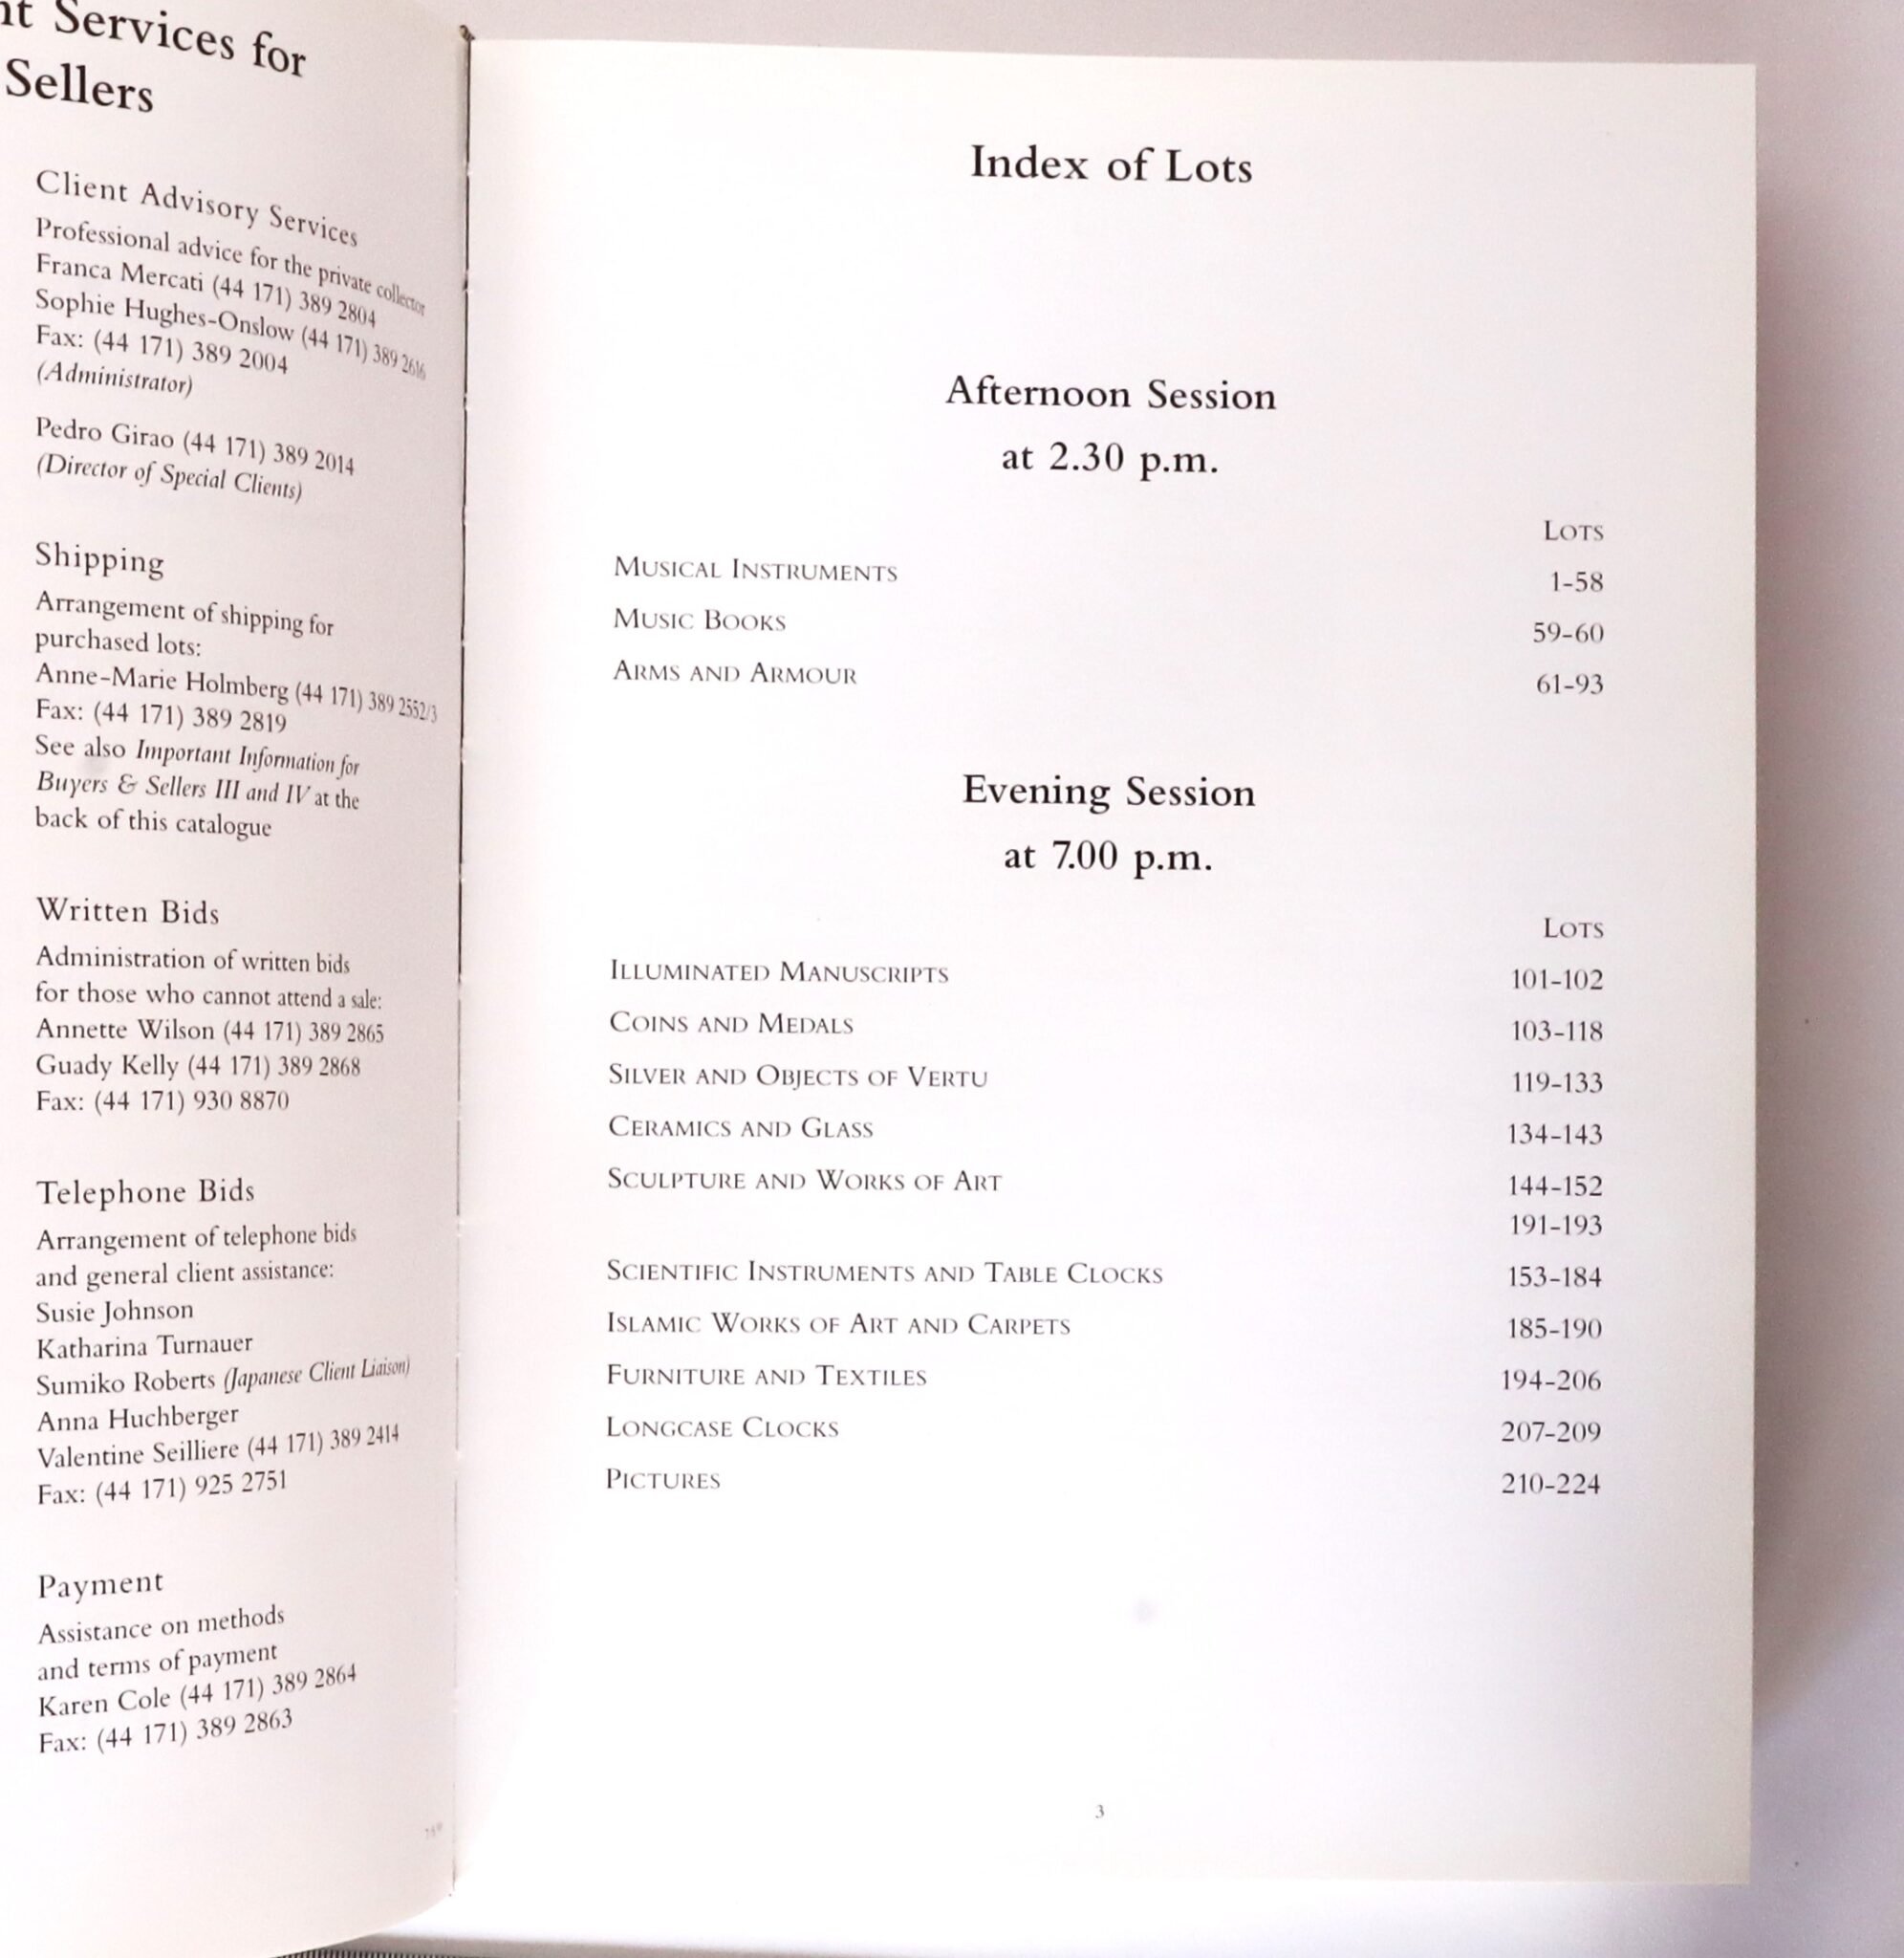 nt Services for
Sellers
Client Advisory Services
Professional advice for the private collector
Franca Mercati (44 171) 389 2804
Sophie Hughes-Onslow (44 171) 389 2616
Fax: (44 171) 389 2004
(Administrator)
Pedro Girao (44 171) 389 2014
(Director of Special Clients)
Shipping
Arrangement of shipping for
purchased lots:
Anne-Marie Holmberg (44 171) 389 2552/3
Fax: (44 171) 389 2819
See also Important Information for
Buyers & Sellers III and IV at the
back of this catalogue
Written Bids
Administration of written bids
for those who cannot attend a sale:
Annette Wilson (44 171) 389 2865
Guady Kelly (44 171) 389 2868
Fax: (44 171) 930 8870
Telephone Bids
Arrangement of telephone bids
and general client assistance:
Susie Johnson
Katharina Turnauer
Sumiko Roberts (Japanese Client Liaison)
Anna Huchberger
Valentine Seilliere (44 171) 389 2414
Fax: (44 171) 925 2751
Payment
Assistance on methods
and terms of payment
Karen Cole (44 171) 389 2864
Fax: (44 171) 389 2863
Index of Lots
Afternoon Session
at 2.30 p.m.
LOTS
MUSICAL INSTRUMENTS 1-58
MUSIC BOOKS 59-60
ARMS AND ARMOUR 61-93
Evening Session
at 7.00 p.m.
LOTS
ILLUMINATED MANUSCRIPTS 101-102
COINS AND MEDALS 103-118
SILVER AND OBJECTS OF VERTU 119-133
CERAMICS AND GLASS 134-143
SCULPTURE AND WORKS OF ART 144-152
191-193
SCIENTIFIC INSTRUMENTS AND TABLE CLOCKS 153-184
ISLAMIC WORKS OF ART AND CARPETS 185-190
FURNITURE AND TEXTILES 194-206
LONGCASE CLOCKS 207-209
PICTURES 210-224
3